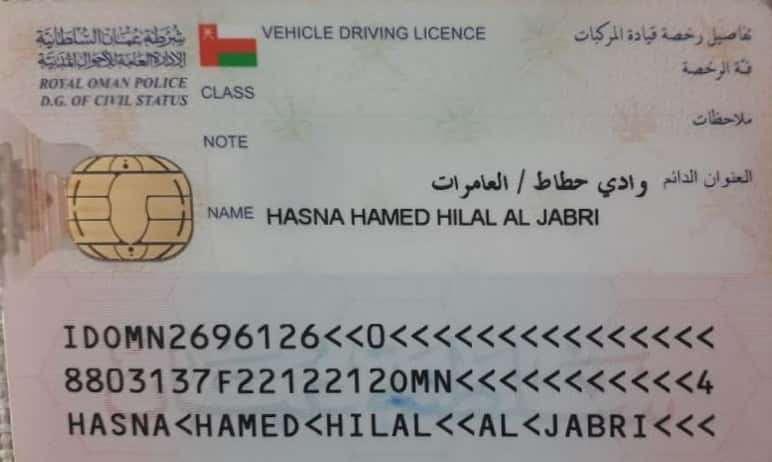 شرطة عمان السلطانية
الإدارة العامة للأحوال المدنية
ROYAL OMAN POLICE
D.G. OF CIVIL STATUS
VEHICLE DRIVING LICENCE
تفاصيل رخصة قيادة المركبات
CLASS
فئة الرخصة
NOTE
ملاحظات
العنوان الدائم وادي حطاط / العامرات
NAME HASNA HAMED HILAL AL JABRI
IDOMN2696126<<0<<<<<<<<<<<<<<<
8803137F2212212OMN<<<<<<<<<<<4
HASNA<HAMED<HILAL<<AL<JABRI<<<